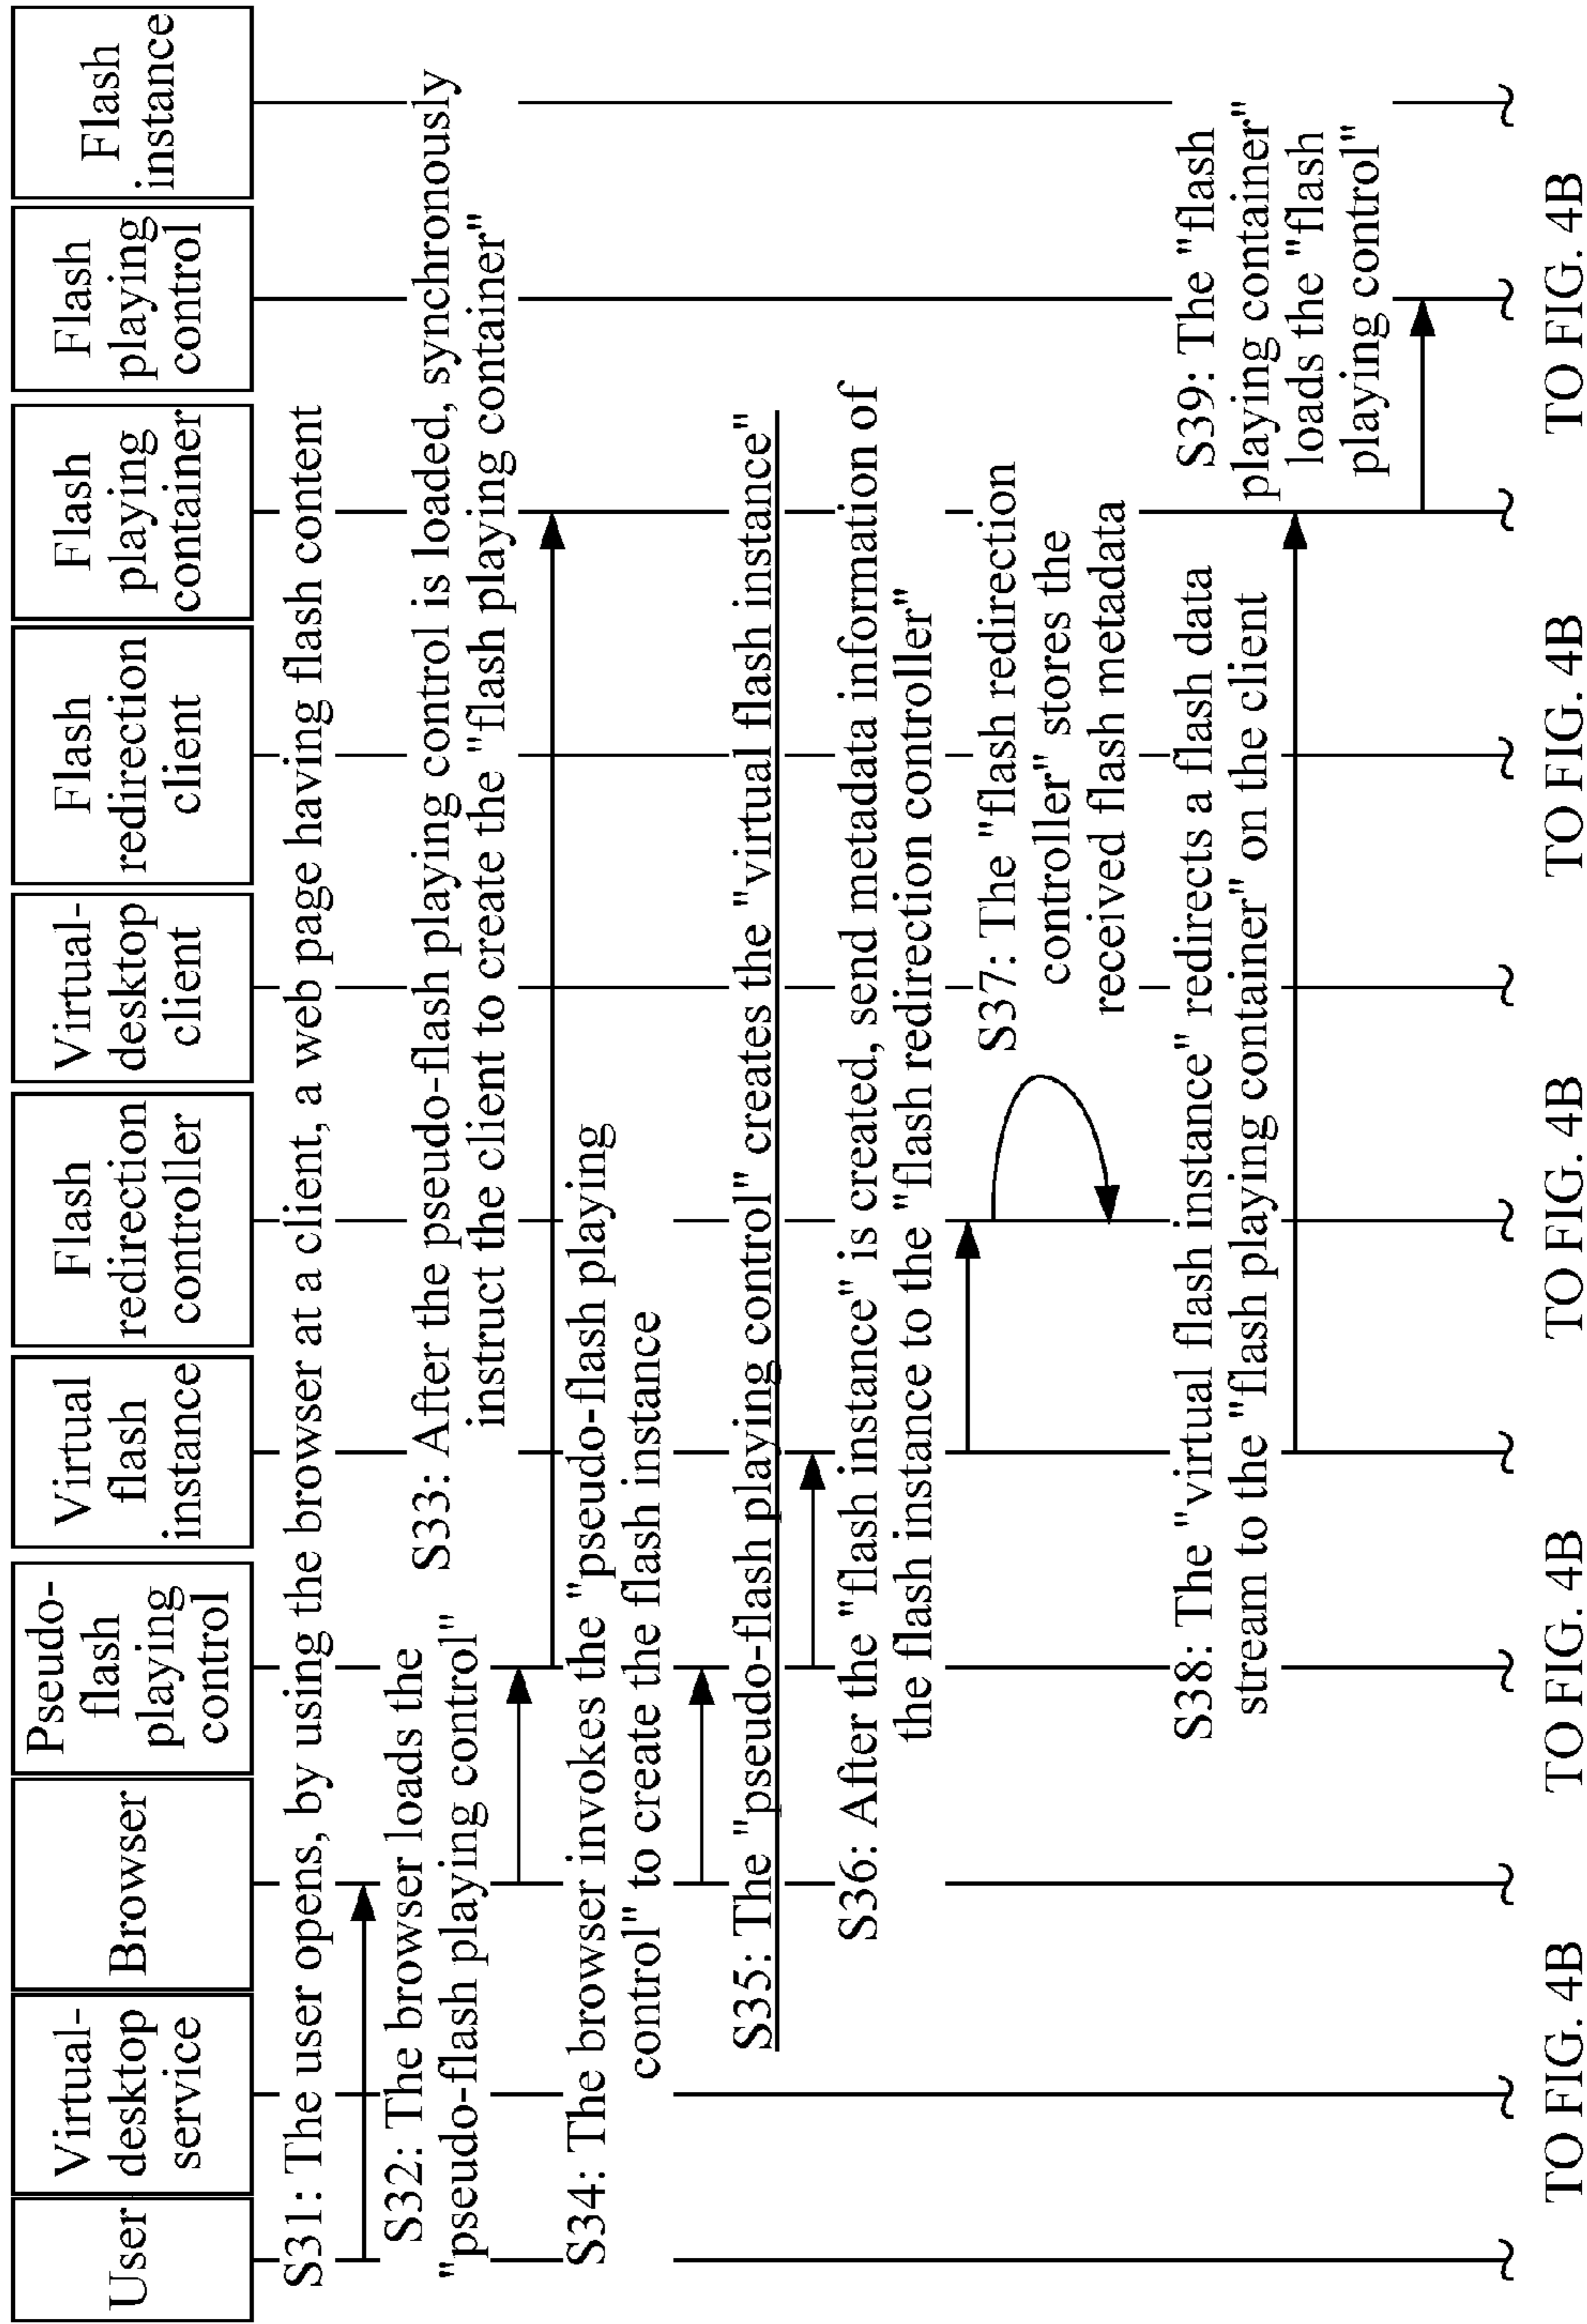 User
Virtual-
desktop
service
Browser
Pseudo-
flash
playing
control
Virtual
flash
instance
Flash
redirection
controller
Virtual-
desktop
client
Flash
redirection
client
Flash
playing
container
Flash
playing
control
Flash
instance
S31: The user opens, by using the browser at a client, a web page having flash content
S32: The browser loads the
"pseudo-flash playing control"
S33: After the pseudo-flash playing control is loaded, synchronously
instruct the client to create the "flash playing container"
S34: The browser invokes the "pseudo-flash playing
control" to create the flash instance
S35: The "pseudo-flash playing control" creates the "virtual flash instance"
S36: After the "flash instance" is created, send metadata information of
the flash instance to the "flash redirection controller"
S37: The "flash redirection
controller" stores the
received flash metadata
S38: The "virtual flash instance" redirects a flash data
stream to the "flash playing container" on the client
S39: The "flash
playing container"
loads the "flash
playing control"
TO FIG. 4B
TO FIG. 4B
TO FIG. 4B
TO FIG. 4B
TO FIG. 4B